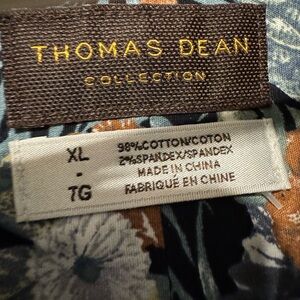 THOMAS DEAN
COLLECTION
XL
-
TG
98%COTTON/COTON
2%SPANDEX/SPANDEX
MADE IN CHINA
FABRIQUÉ EN CHINE